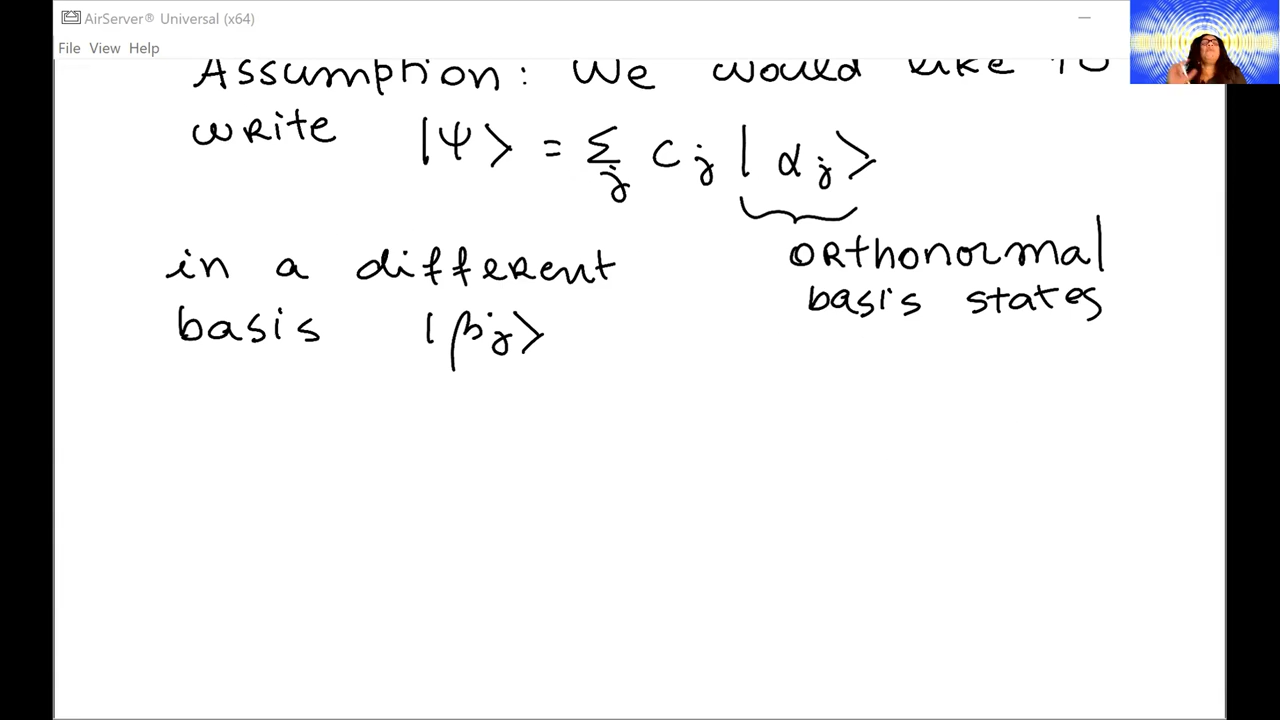 AirServer® Universal (x64)
File View Help
Assumption: We would like to
write |ψ> = Σ_j c_j | α_j >
in a different orthonormal
basis |β_j> basis states